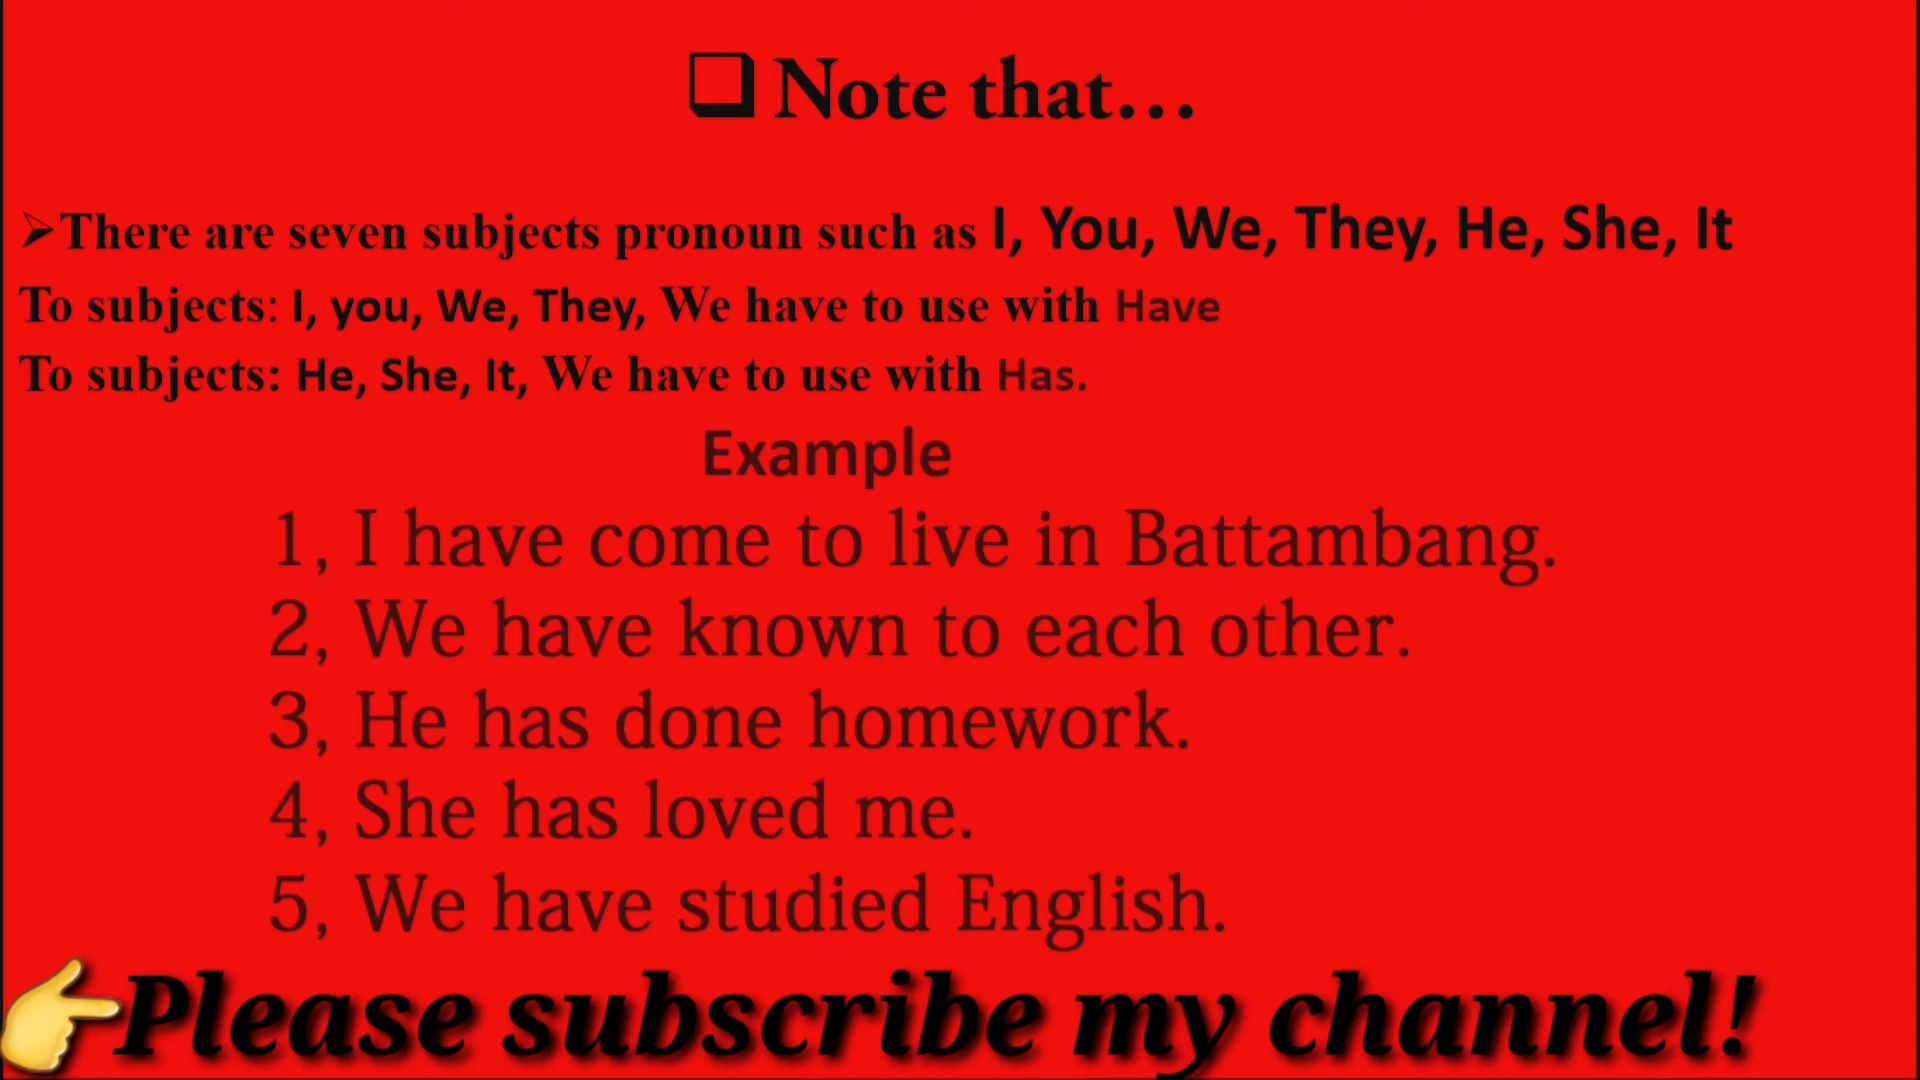 ❑ Note that…
➢There are seven subjects pronoun such as I, You, We, They, He, She, It
To subjects: I, you, We, They, We have to use with Have
To subjects: He, She, It, We have to use with Has.
Example
1, I have come to live in Battambang.
2, We have known to each other.
3, He has done homework.
4, She has loved me.
5, We have studied English.
👉Please subscribe my channel!